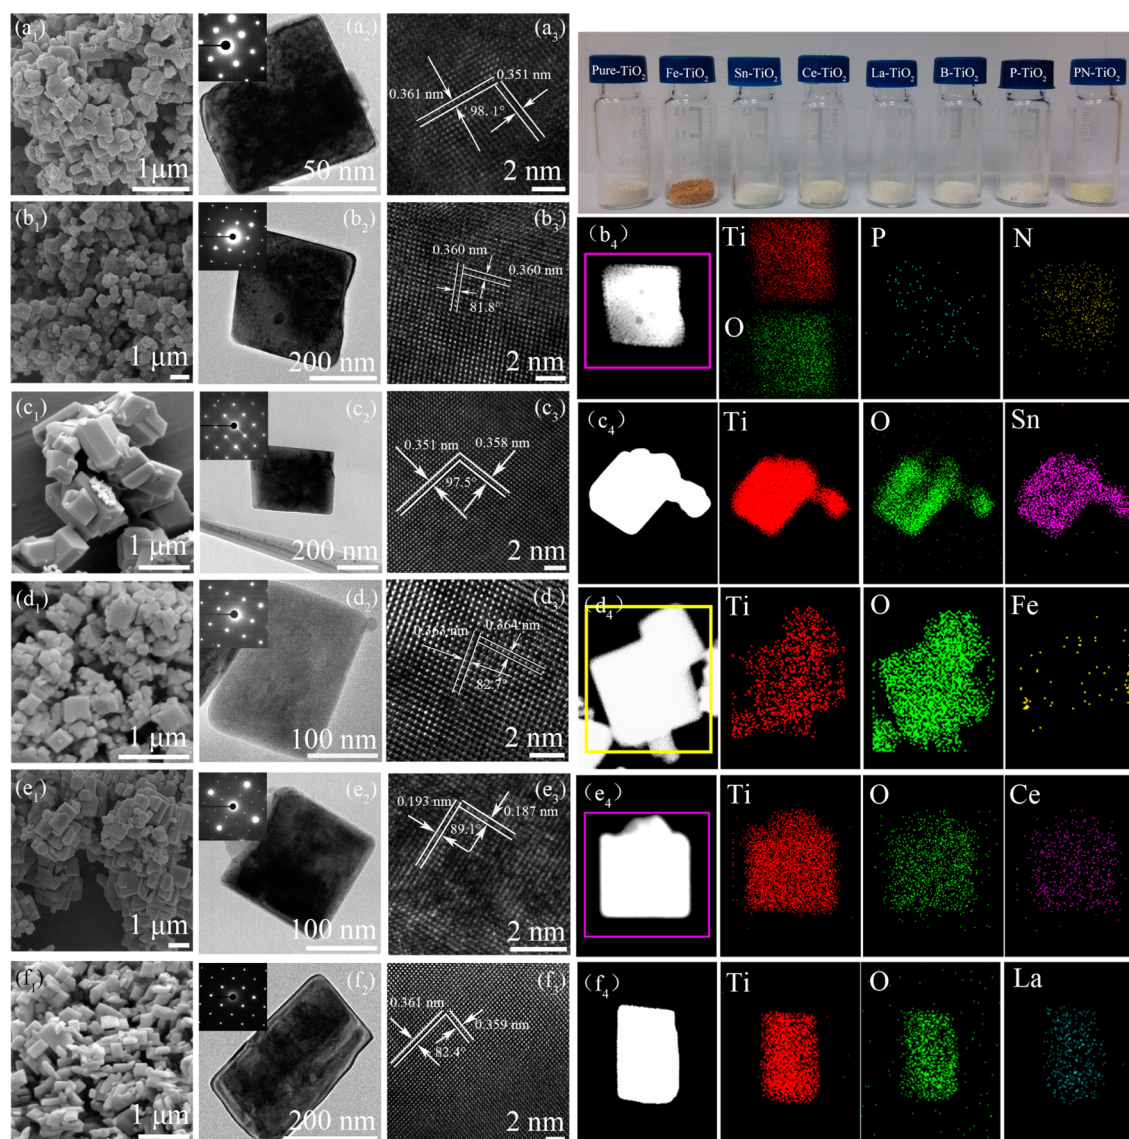 (a₁)
1μm
(a₂)
50 nm
(a₃)
0.351 nm
0.361 nm
98.1°
2 nm
Pure-TiO₂ Fe-TiO₂ Sn-TiO₂ Ce-TiO₂ La-TiO₂ B-TiO₂ P-TiO₂ PN-TiO₂
(b₁)
1 μm
(b₂)
200 nm
(b₃)
0.360 nm
0.360 nm
81.8°
2 nm
(b₄)
Ti
O
P
N
(c₁)
1 μm
(c₂)
200 nm
(c₃)
0.351 nm
0.358 nm
97.5°
2 nm
(c₄)
Ti
O
Sn
(d₁)
1 μm
(d₂)
100 nm
(d₃)
0.363 nm
0.364 nm
82.7°
2 nm
(d₄)
Ti
O
Fe
(e₁)
1 μm
(e₂)
100 nm
(e₃)
0.193 nm
0.187 nm
89.1°
2 nm
(e₄)
Ti
O
Ce
(f₁)
1 μm
(f₂)
200 nm
(f₃)
0.361 nm
0.359 nm
82.4°
2 nm
(f₄)
Ti
O
La